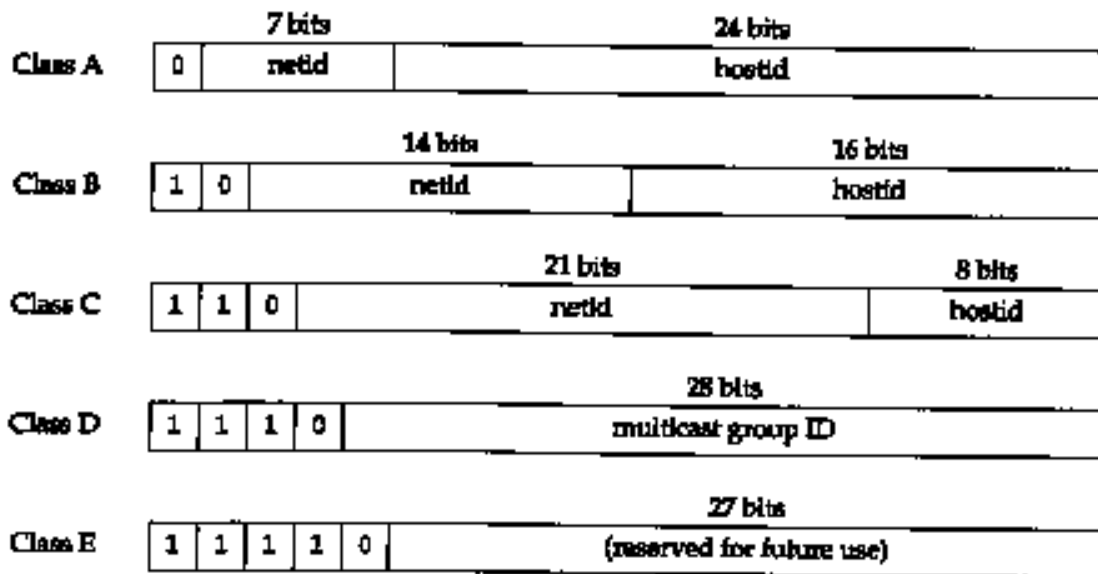 7 bits 24 bits
Class A 0 netid hostid
14 bits 16 bits
Class B 1 0 netid hostid
21 bits 8 bits
Class C 1 1 0 netid hostid
28 bits
Class D 1 1 1 0 multicast group ID
27 bits
Class E 1 1 1 1 0 (reserved for future use)